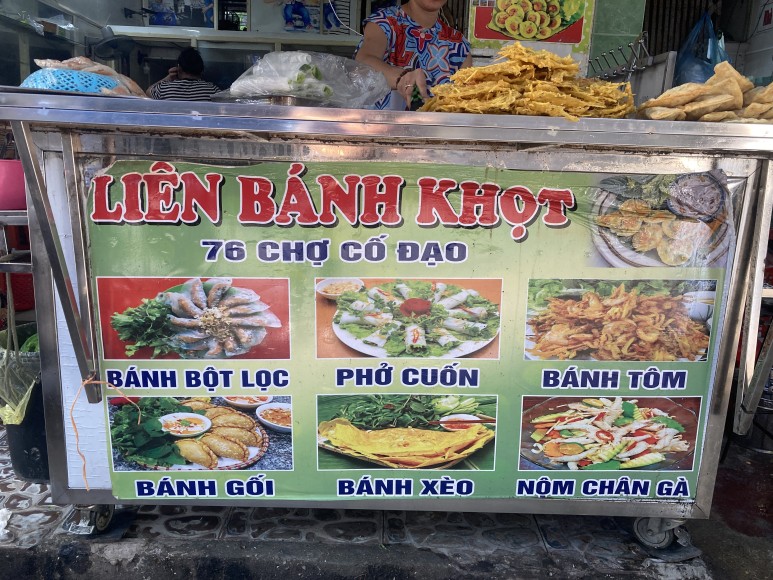 LIÊN BÁNH KHỌT
76 CHỢ CỐ ĐẠO
BÁNH BỘT LỌC
PHỞ CUỐN
BÁNH TÔM
BÁNH GỐI
BÁNH XÈO
NÔM CHÂN GÀ